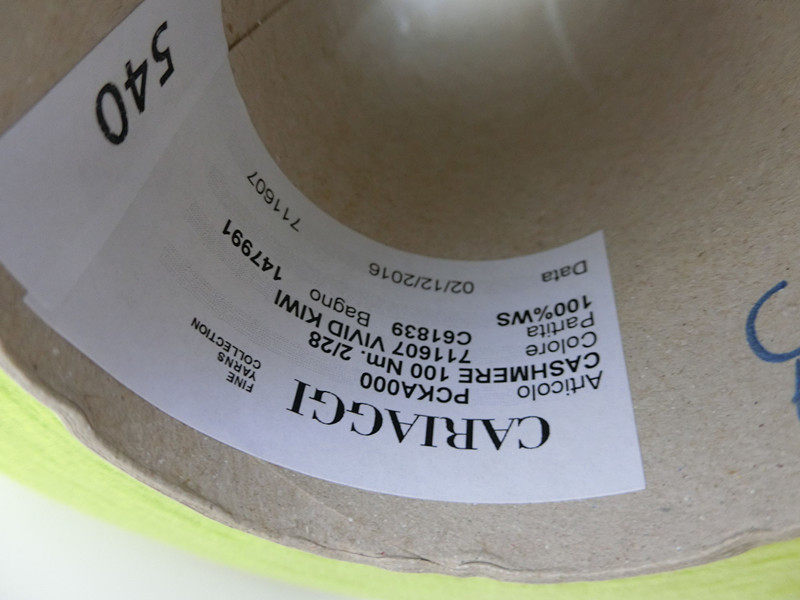 CARIAGGI
FINE
YARNS
COLLECTION
Articolo PCKA000
CASHMERE 100 Nm. 2/28
Colore 711607 VIVID KIWI
Partita C61839 Bagno 147991
100%WS
Data 02/12/2016 711607
540